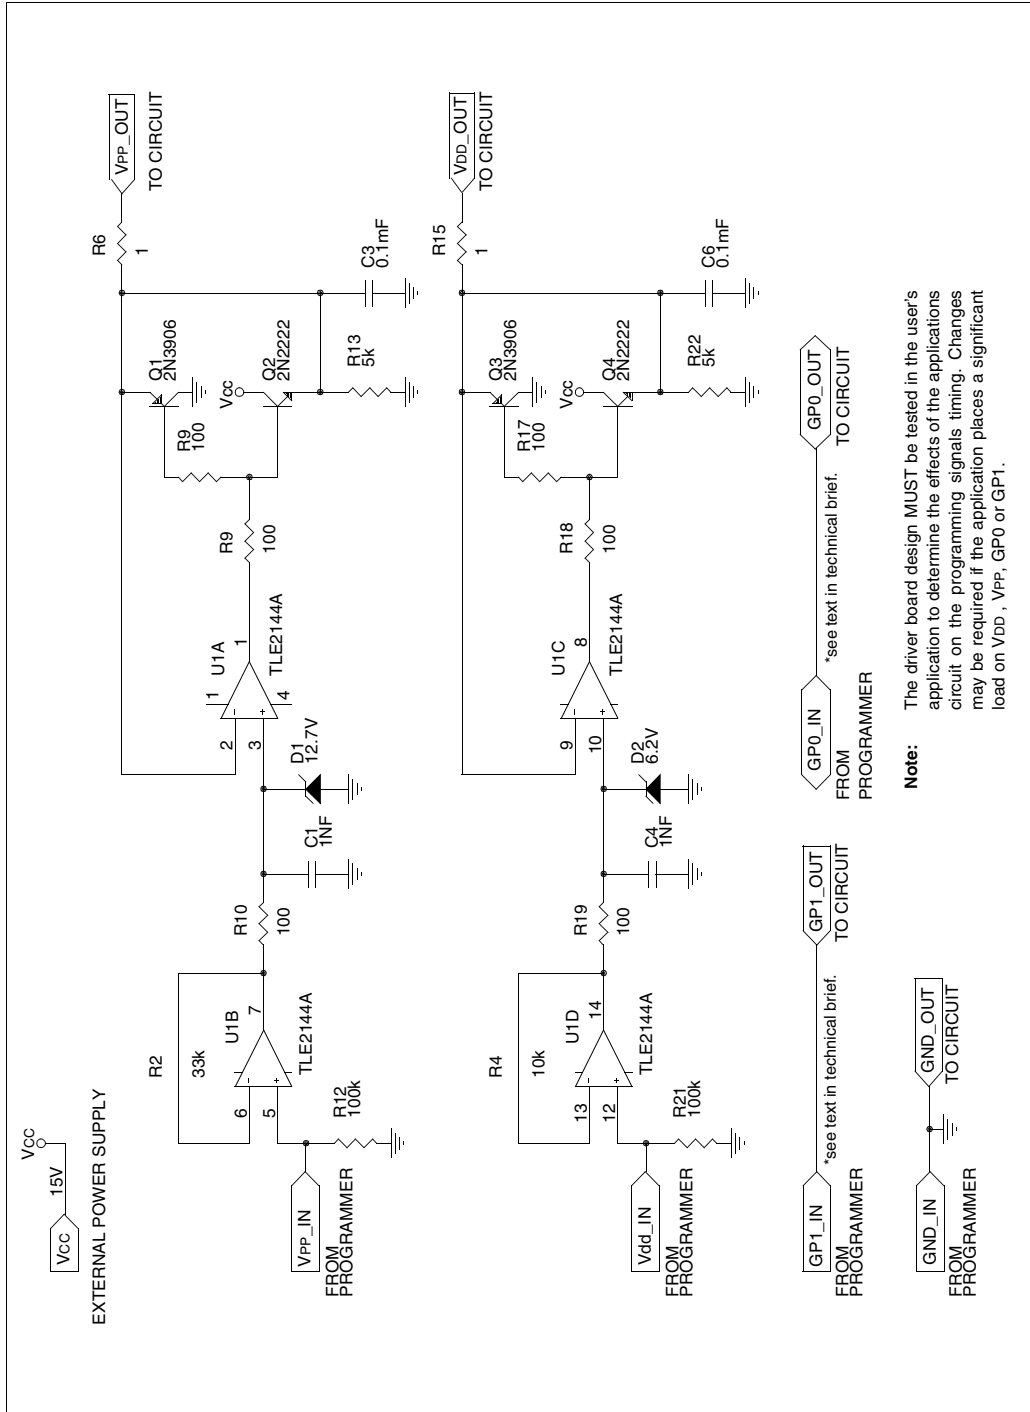 VCC
15V
VCC
EXTERNAL POWER SUPPLY
VPP_IN
FROM
PROGRAMMER
R12
100k
5
6
R2
33k
U1B
7
TLE2144A
R10
100
C1
1NF
D1
12.7V
2
3
1
4
U1A
1
TLE2144A
R9
100
R9
100
Q1
2N3906
Vcc
Q2
2N2222
R13
5k
C3
0.1mF
R6
1
VPP_OUT
TO CIRCUIT
Vdd_IN
FROM
PROGRAMMER
R21
100k
12
13
R4
10k
U1D
14
TLE2144A
R19
100
C4
1NF
D2
6.2V
9
10
U1C
8
TLE2144A
R18
100
R17
100
Q3
2N3906
Vcc
Q4
2N2222
R22
5k
C6
0.1mF
R15
1
VDD_OUT
TO CIRCUIT
GP1_IN
FROM
PROGRAMMER
*see text in technical brief.
GP1_OUT
TO CIRCUIT
GP0_IN
FROM
PROGRAMMER
*see text in technical brief.
GP0_OUT
TO CIRCUIT
GND_IN
FROM
PROGRAMMER
GND_OUT
TO CIRCUIT
Note: The driver board design MUST be tested in the user's
application to determine the effects of the applications
circuit on the programming signals timing. Changes
may be required if the application places a significant
load on VDD , VPP, GP0 or GP1.